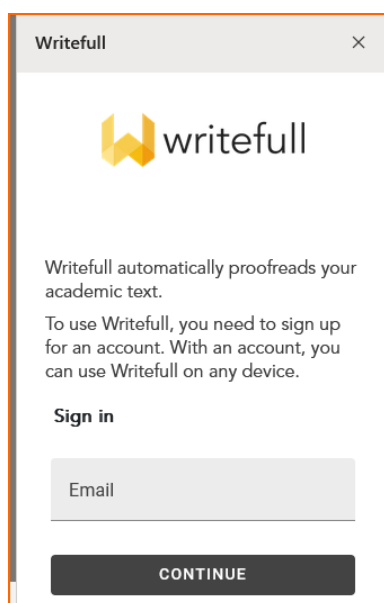 Writefull
writefull
Writefull automatically proofreads your
academic text.
To use Writefull, you need to sign up
for an account. With an account, you
can use Writefull on any device.
Sign in
Email
CONTINUE